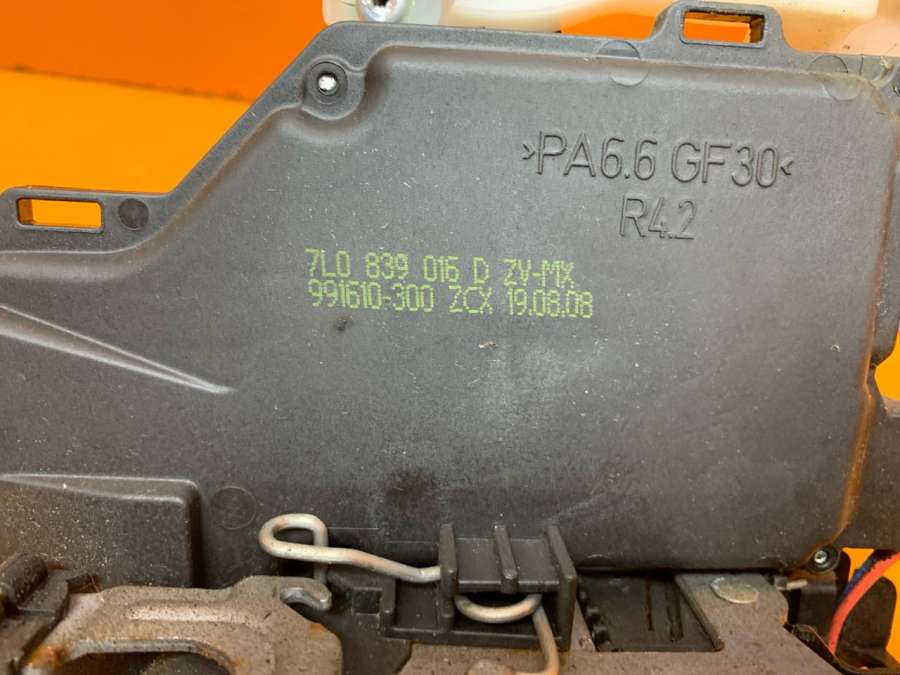 >PA6.6 GF30<
R4.2
7L0 839 016 D ZV-MX
991610-300 ZCX 19.08.08